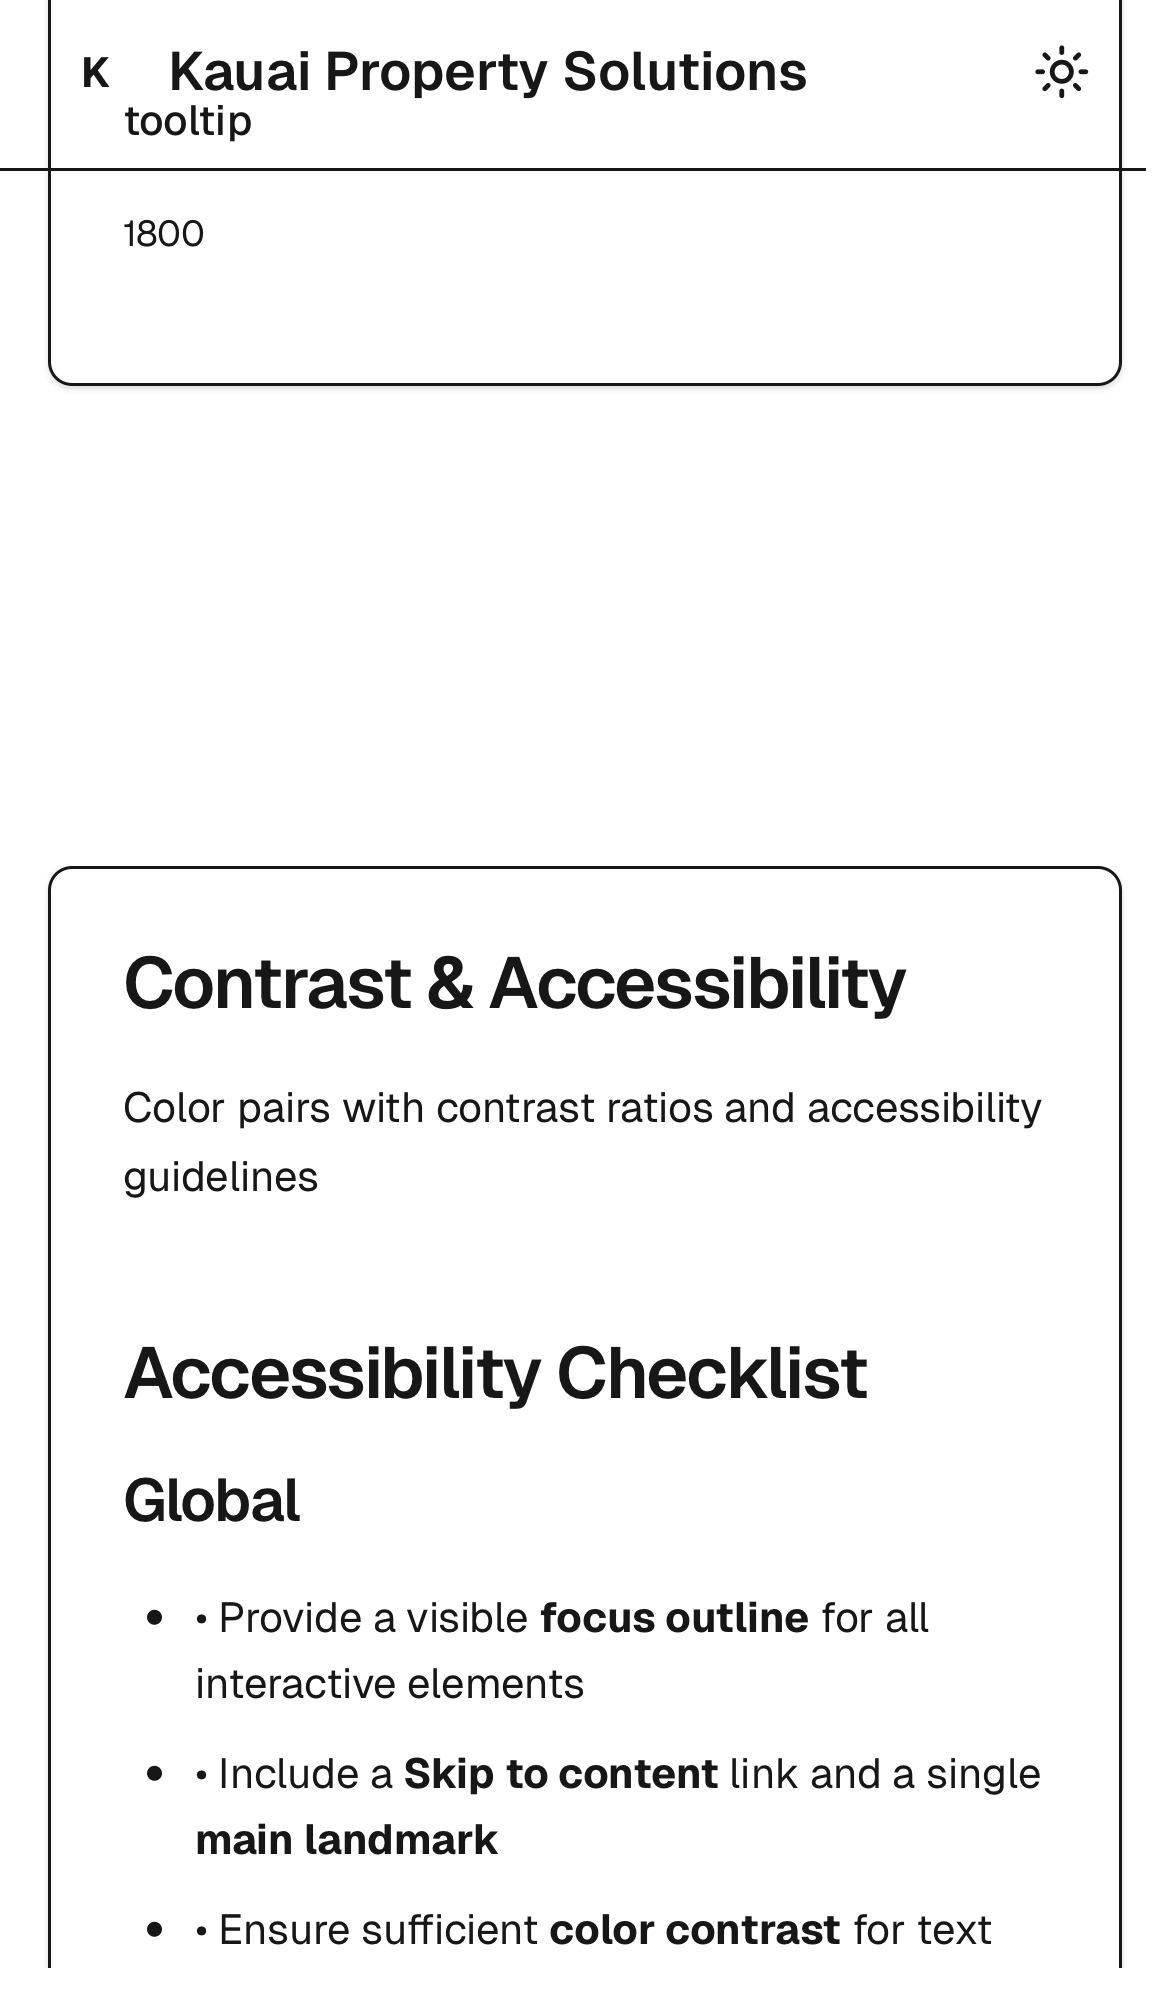 K Kauai Property Solutions
tooltip
1800
Contrast & Accessibility
Color pairs with contrast ratios and accessibility
guidelines
Accessibility Checklist
Global
• • Provide a visible focus outline for all
interactive elements
• • Include a Skip to content link and a single
main landmark
• • Ensure sufficient color contrast for text